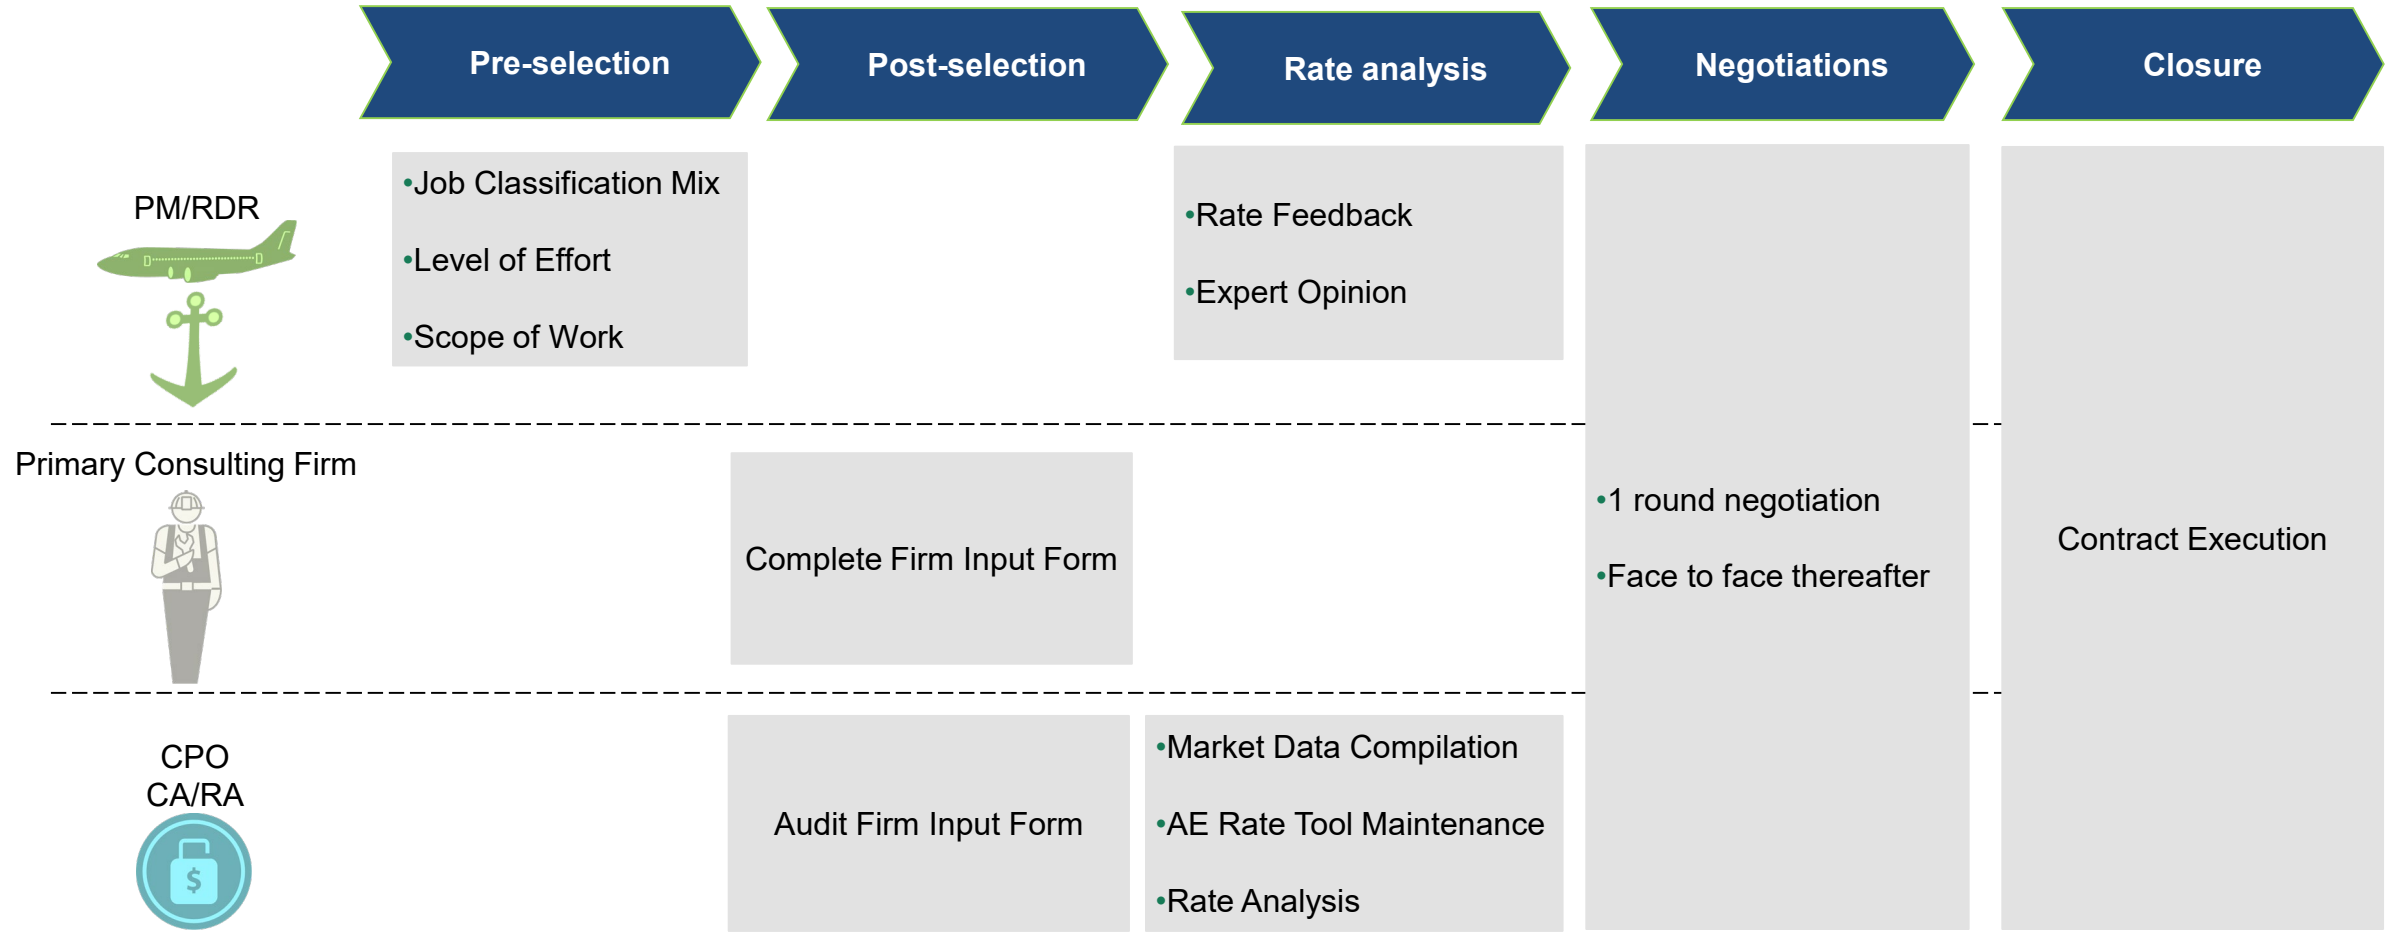 Pre-selection
Post-selection
Rate analysis
Negotiations
Closure
PM/RDR
•Job Classification Mix
•Level of Effort
•Scope of Work
•Rate Feedback
•Expert Opinion
Primary Consulting Firm
Complete Firm Input Form
•1 round negotiation
•Face to face thereafter
Contract Execution
CPO
CA/RA
$
Audit Firm Input Form
•Market Data Compilation
•AE Rate Tool Maintenance
•Rate Analysis